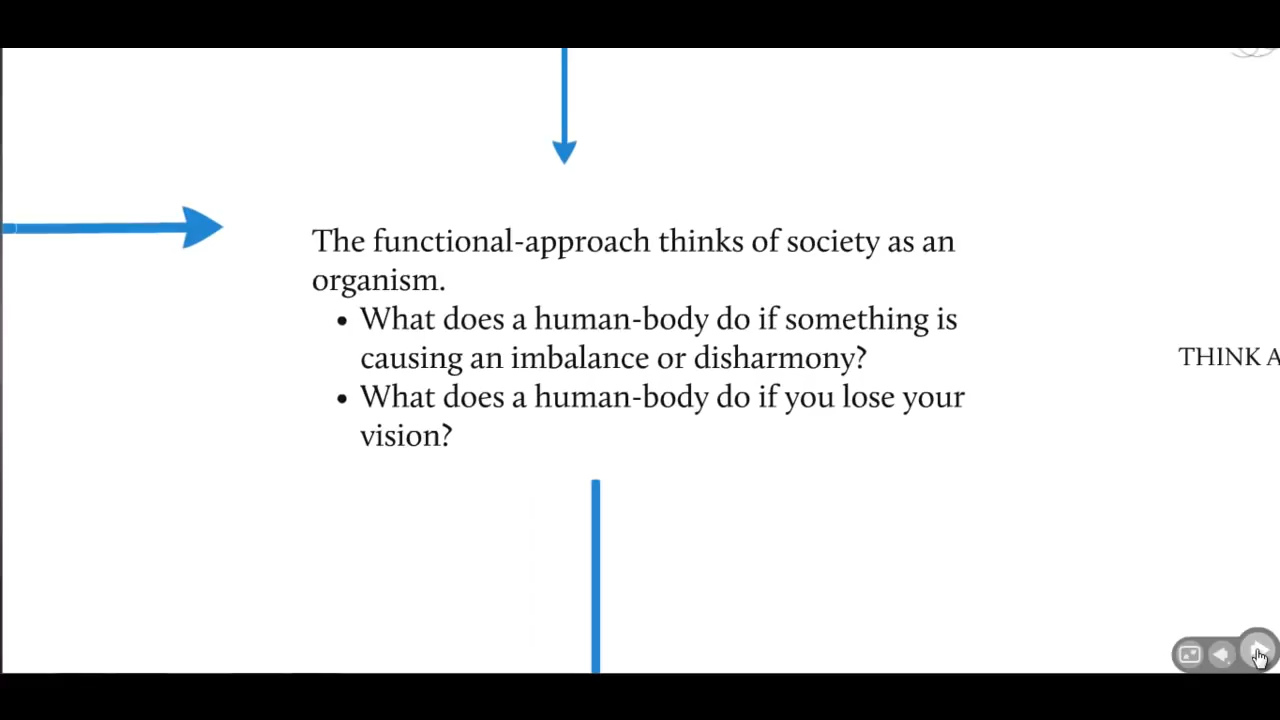 The functional-approach thinks of society as an
organism.
• What does a human-body do if something is
causing an imbalance or disharmony?
• What does a human-body do if you lose your
vision?
THINK A